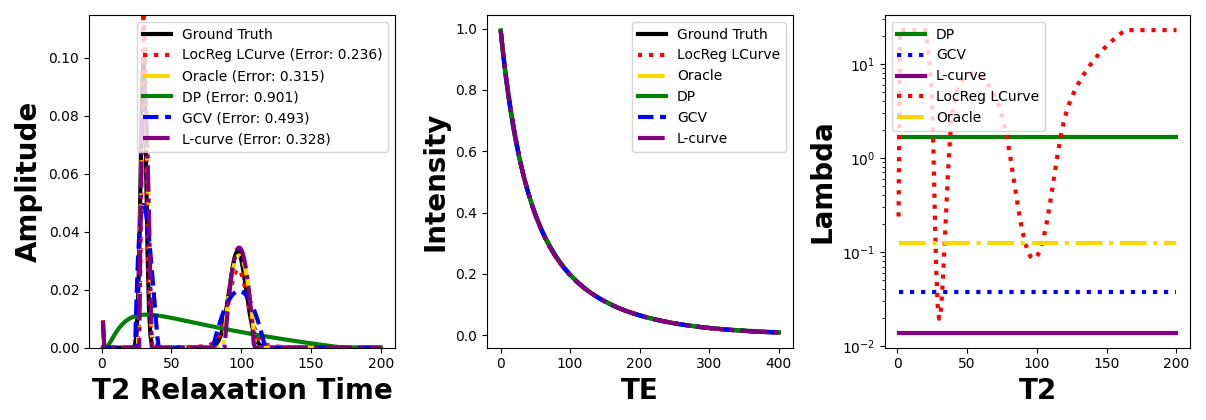 Amplitude
0.10
0.08
0.06
0.04
0.02
0.00
0
50
100
150
200
T2 Relaxation Time
Ground Truth
LocReg LCurve (Error: 0.236)
Oracle (Error: 0.315)
DP (Error: 0.901)
GCV (Error: 0.493)
L-curve (Error: 0.328)
Intensity
1.0
0.8
0.6
0.4
0.2
0.0
0
100
200
300
400
TE
Ground Truth
LocReg LCurve
Oracle
DP
GCV
L-curve
Lambda
10¹
10⁰
10⁻¹
10⁻²
0
50
100
150
200
T2
DP
GCV
L-curve
LocReg LCurve
Oracle